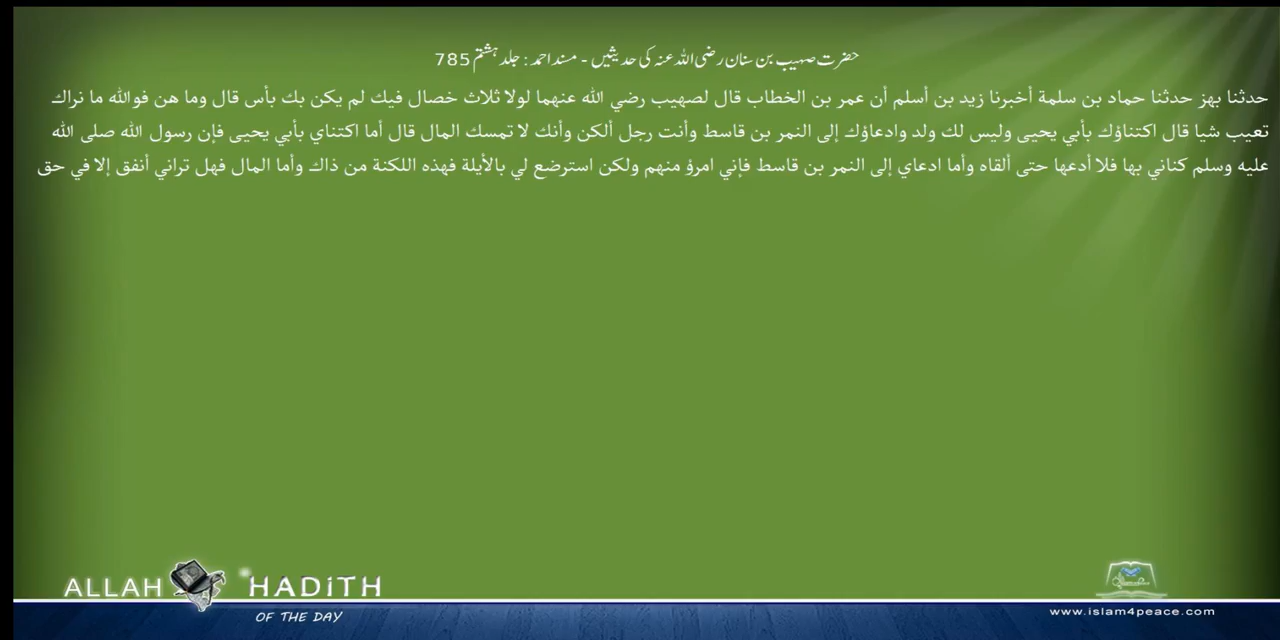 حضرت صہیب بن سنان رضی اللہ عنہ کی حدیثیں - مسند احمد : جلد ہشتم 785
حدثنا بهز حدثنا حماد بن سلمة أخبرنا زيد بن أسلم أن عمر بن الخطاب قال لصهيب رضي الله عنهما لولا ثلاث خصال فيك لم يكن بك بأس قال وما هن فوالله ما نراك
تعيب شيا قال اكتناؤك بأبي يحيى وليس لك ولد وادعاؤك إلى النمر بن قاسط وأنت رجل ألكن وأنك لا تمسك المال قال أما اكتناي بأبي يحيى فإن رسول الله صلى الله
عليه وسلم كناني بها فلا أدعها حتى ألقاه وأما ادعاي إلى النمر بن قاسط فإني امرؤ منهم ولكن استرضع لي بالأيلة فهذه اللكنة من ذاك وأما المال فهل تراني أنفق إلا في حق
ALLAH HADITH
OF THE DAY
www.islam4peace.com